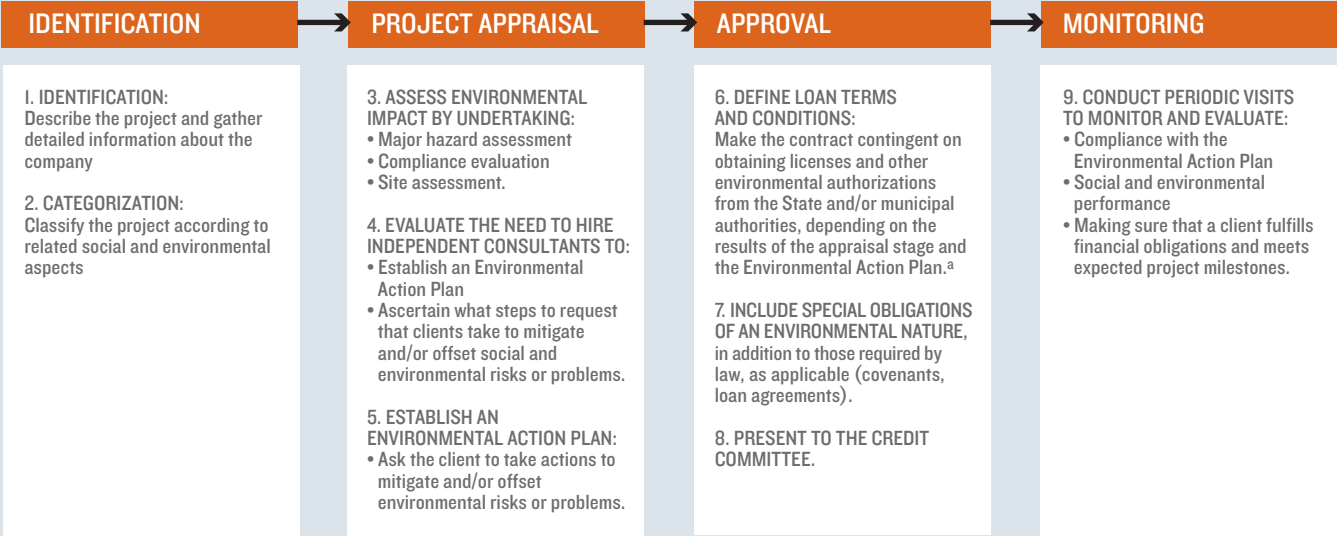 IDENTIFICATION
PROJECT APPRAISAL
APPROVAL
MONITORING
1. IDENTIFICATION:
Describe the project and gather
detailed information about the
company
2. CATEGORIZATION:
Classify the project according to
related social and environmental
aspects
3. ASSESS ENVIRONMENTAL
IMPACT BY UNDERTAKING:
• Major hazard assessment
• Compliance evaluation
• Site assessment.
4. EVALUATE THE NEED TO HIRE
INDEPENDENT CONSULTANTS TO:
• Establish an Environmental
Action Plan
• Ascertain what steps to request
that clients take to mitigate
and/or offset social and
environmental risks or problems.
5. ESTABLISH AN
ENVIRONMENTAL ACTION PLAN:
• Ask the client to take actions to
mitigate and/or offset
environmental risks or problems.
6. DEFINE LOAN TERMS
AND CONDITIONS:
Make the contract contingent on
obtaining licenses and other
environmental authorizations
from the State and/or municipal
authorities, depending on the
results of the appraisal stage and
the Environmental Action Plan.ª
7. INCLUDE SPECIAL OBLIGATIONS
OF AN ENVIRONMENTAL NATURE,
in addition to those required by
law, as applicable (covenants,
loan agreements).
8. PRESENT TO THE CREDIT
COMMITTEE.
9. CONDUCT PERIODIC VISITS
TO MONITOR AND EVALUATE:
• Compliance with the
Environmental Action Plan
• Social and environmental
performance
• Making sure that a client fulfills
financial obligations and meets
expected project milestones.